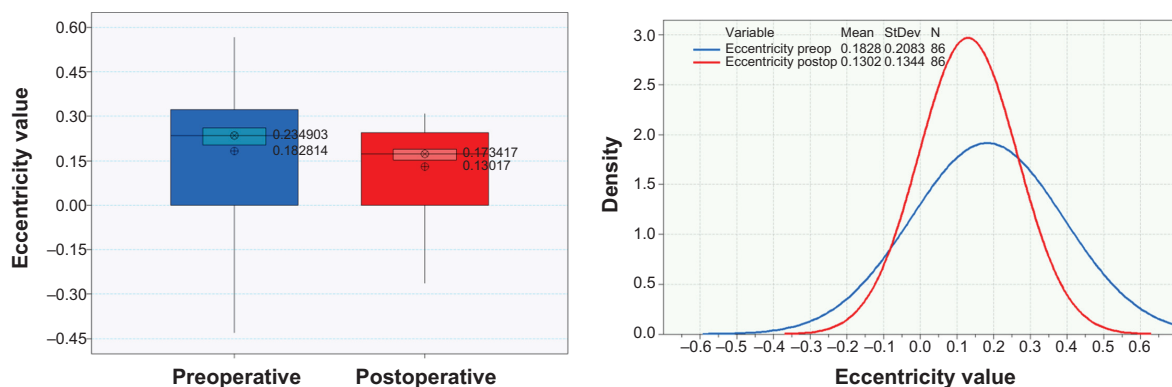 Eccentricity value
0.60
0.45
0.30
0.15
0.00
–0.15
–0.30
–0.45
0.234903
0.182814
0.173417
0.13017
Preoperative
Postoperative
Density
3.0
2.5
2.0
1.5
1.0
0.5
0.0
Variable Mean StDev N
Eccentricity preop 0.1828 0.2083 86
Eccentricity postop 0.1302 0.1344 86
–0.6 –0.5 –0.4 –0.3 –0.2 –0.1 0.0 0.1 0.2 0.3 0.4 0.5 0.6
Eccentricity value